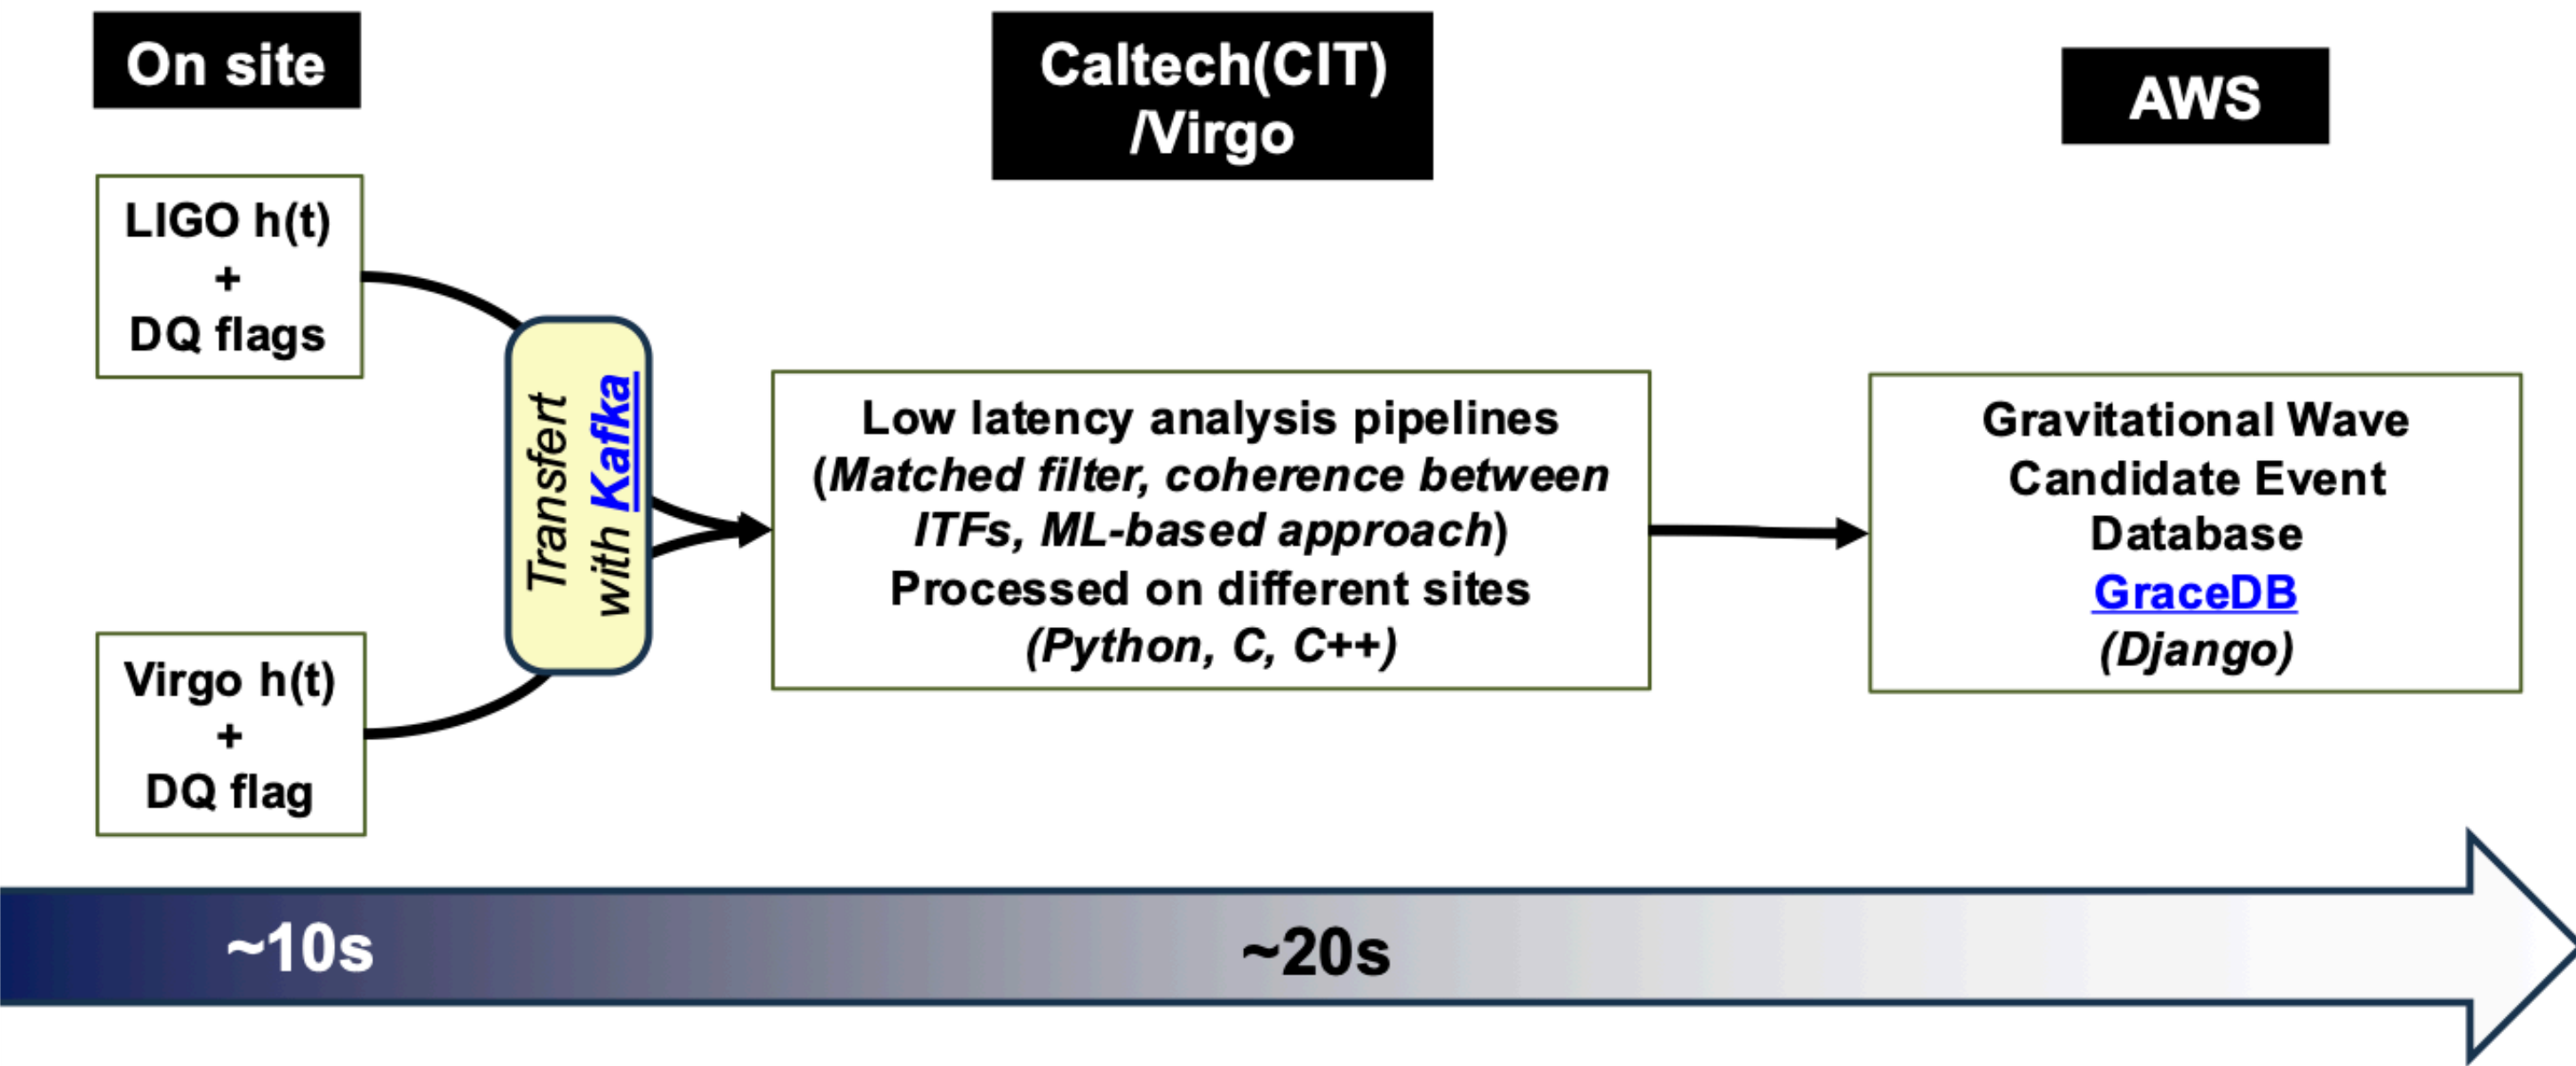 On site
Caltech(CIT)
/Virgo
AWS
LIGO h(t)
+
DQ flags
Virgo h(t)
+
DQ flag
Transfert
with Kafka
Low latency analysis pipelines
(Matched filter, coherence between
ITFs, ML-based approach)
Processed on different sites
(Python, C, C++)
Gravitational Wave
Candidate Event
Database
GraceDB
(Django)
~10s
~20s